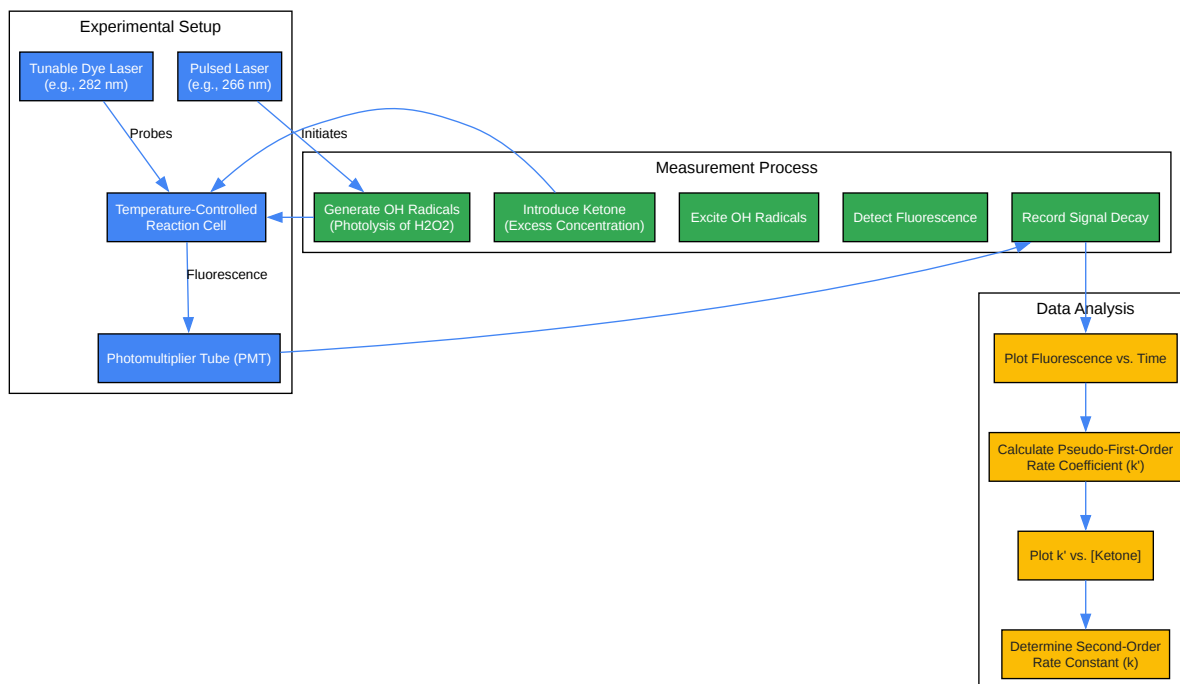 Experimental Setup
Tunable Dye Laser
(e.g., 282 nm)
Pulsed Laser
(e.g., 266 nm)
Probes
Initiates
Measurement Process
Temperature-Controlled
Reaction Cell
Generate OH Radicals
(Photolysis of H2O2)
Introduce Ketone
(Excess Concentration)
Excite OH Radicals
Detect Fluorescence
Record Signal Decay
Fluorescence
Photomultiplier Tube (PMT)
Data Analysis
Plot Fluorescence vs. Time
Calculate Pseudo-First-Order
Rate Coefficient (k')
Plot k' vs. [Ketone]
Determine Second-Order
Rate Constant (k)